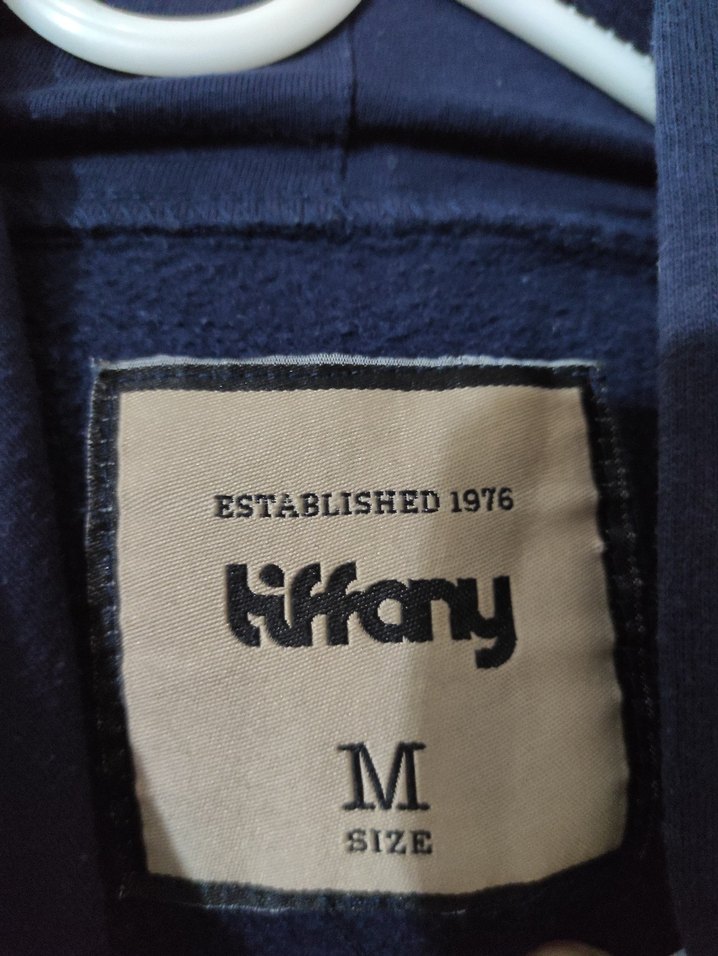 ESTABLISHED 1976
tiffany
M
SIZE